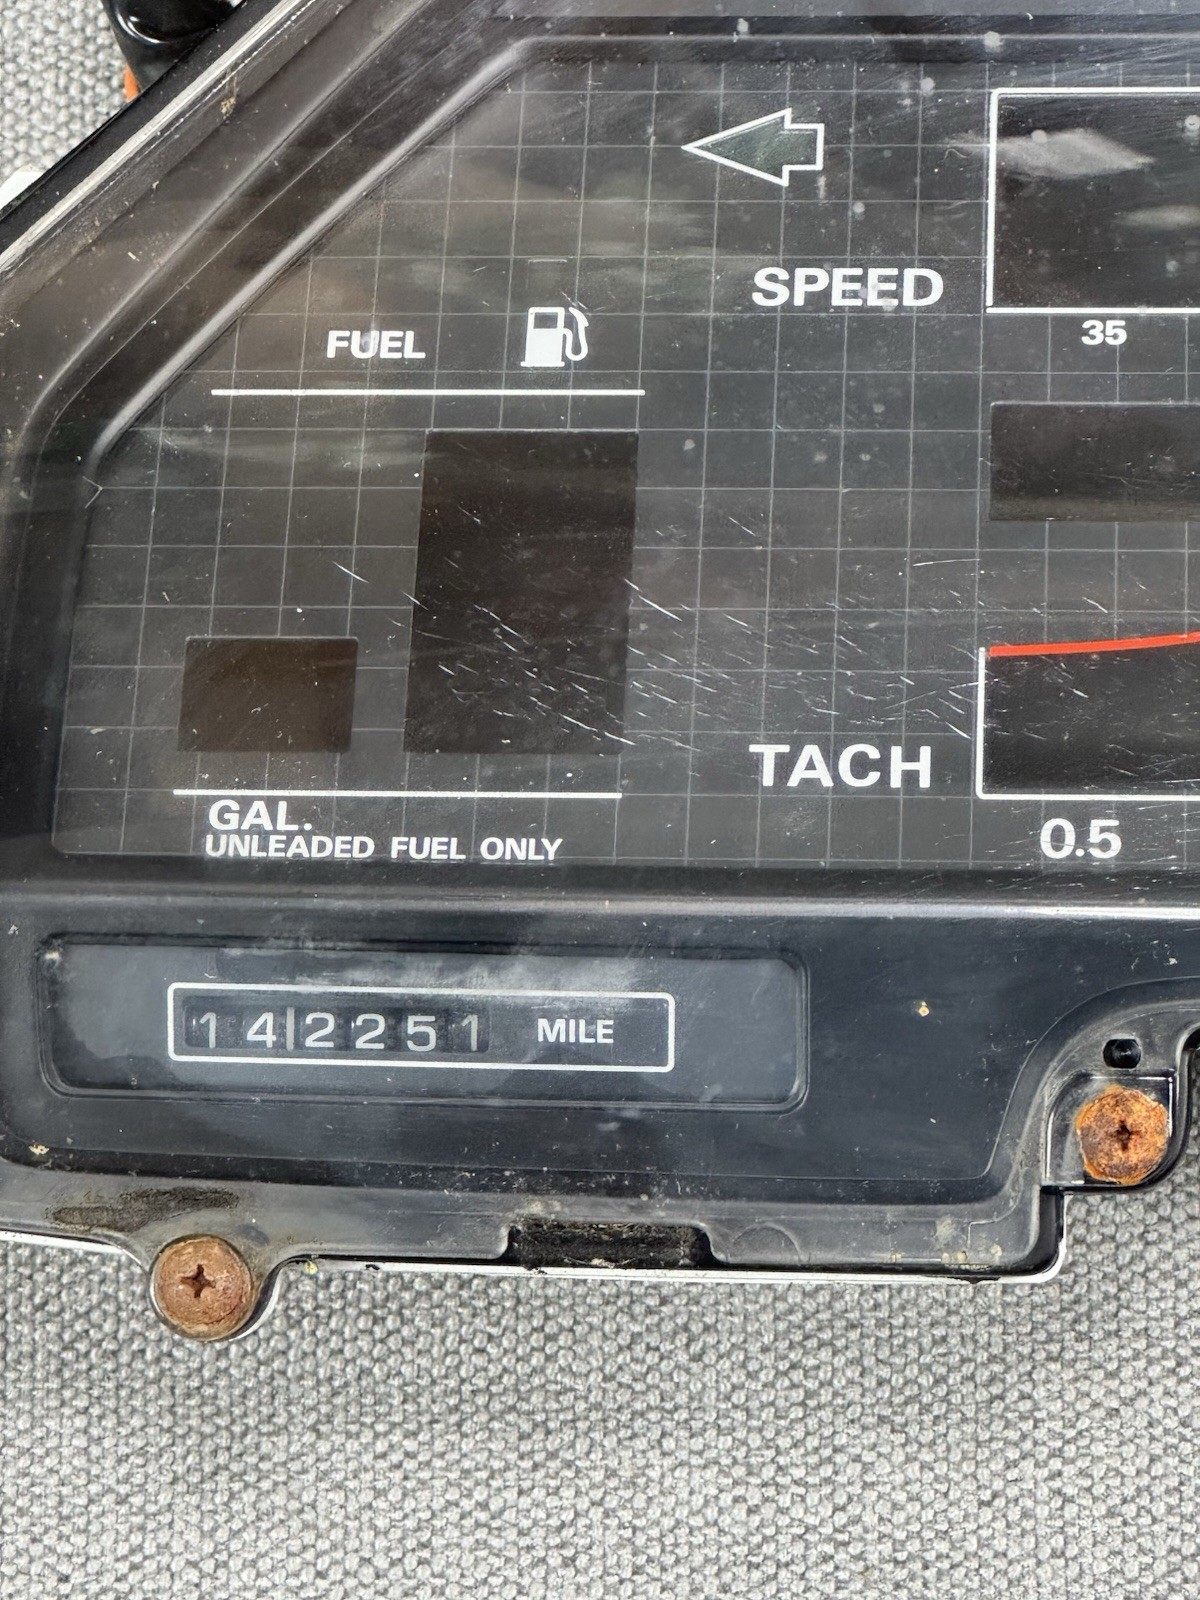 SPEED
35
FUEL
TACH
0.5
GAL.
UNLEADED FUEL ONLY
142251 MILE